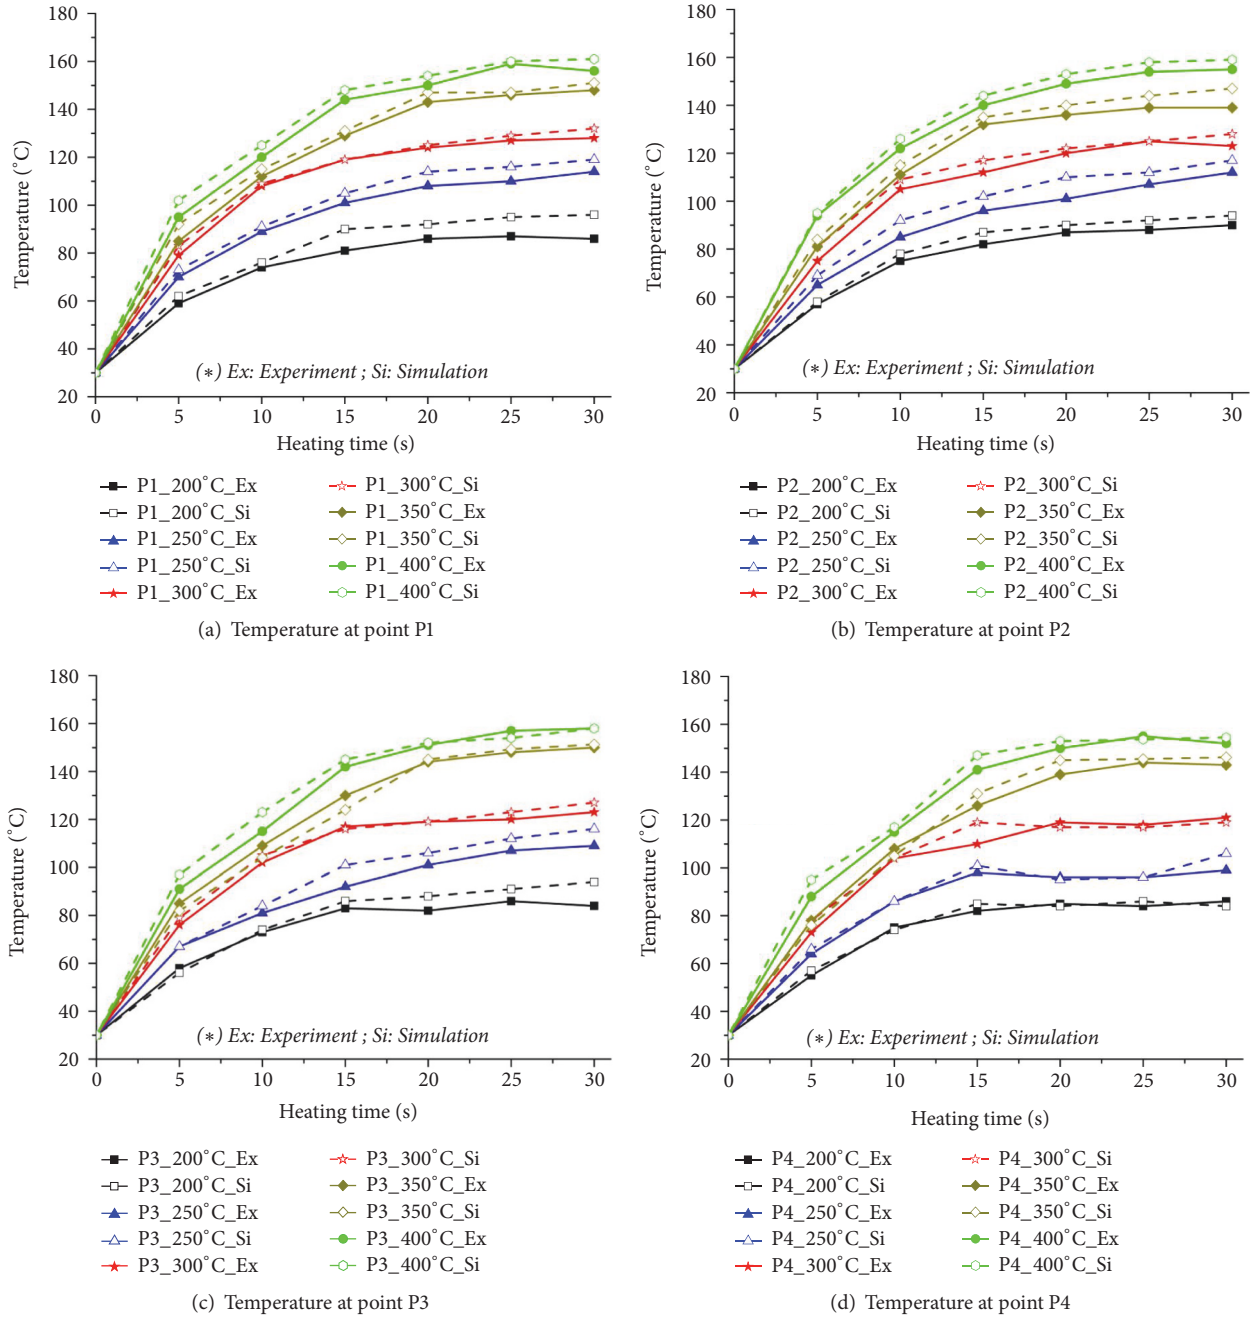 180
160
140
120
100
80
60
40
20
Temperature (°C)
0 5 10 15 20 25 30
Heating time (s)
(*) Ex: Experiment ; Si: Simulation
P1_200°C_Ex
P1_200°C_Si
P1_250°C_Ex
P1_250°C_Si
P1_300°C_Ex
P1_300°C_Si
P1_350°C_Ex
P1_350°C_Si
P1_400°C_Ex
P1_400°C_Si
(a) Temperature at point P1
180
160
140
120
100
80
60
40
20
Temperature (°C)
0 5 10 15 20 25 30
Heating time (s)
(*) Ex: Experiment ; Si: Simulation
P2_200°C_Ex
P2_200°C_Si
P2_250°C_Ex
P2_250°C_Si
P2_300°C_Ex
P2_300°C_Si
P2_350°C_Ex
P2_350°C_Si
P2_400°C_Ex
P2_400°C_Si
(b) Temperature at point P2
180
160
140
120
100
80
60
40
20
Temperature (°C)
0 5 10 15 20 25 30
Heating time (s)
(*) Ex: Experiment ; Si: Simulation
P3_200°C_Ex
P3_200°C_Si
P3_250°C_Ex
P3_250°C_Si
P3_300°C_Ex
P3_300°C_Si
P3_350°C_Ex
P3_350°C_Si
P3_400°C_Ex
P3_400°C_Si
(c) Temperature at point P3
180
160
140
120
100
80
60
40
20
Temperature (°C)
0 5 10 15 20 25 30
Heating time (s)
(*) Ex: Experiment ; Si: Simulation
P4_200°C_Ex
P4_200°C_Si
P4_250°C_Ex
P4_250°C_Si
P4_300°C_Ex
P4_300°C_Si
P4_350°C_Ex
P4_350°C_Si
P4_400°C_Ex
P4_400°C_Si
(d) Temperature at point P4